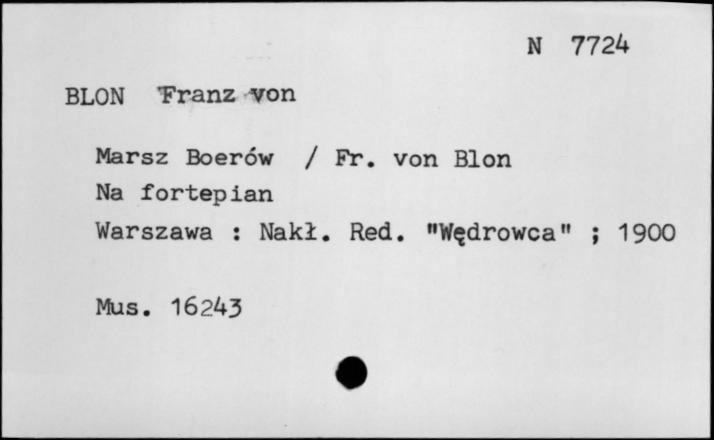 N 7724
BLON Franz von
Marsz Boerów / Fr. von Blon
Na fortepian
Warszawa : Nakł. Red. "Wędrowca" ; 1900
Mus. 16243